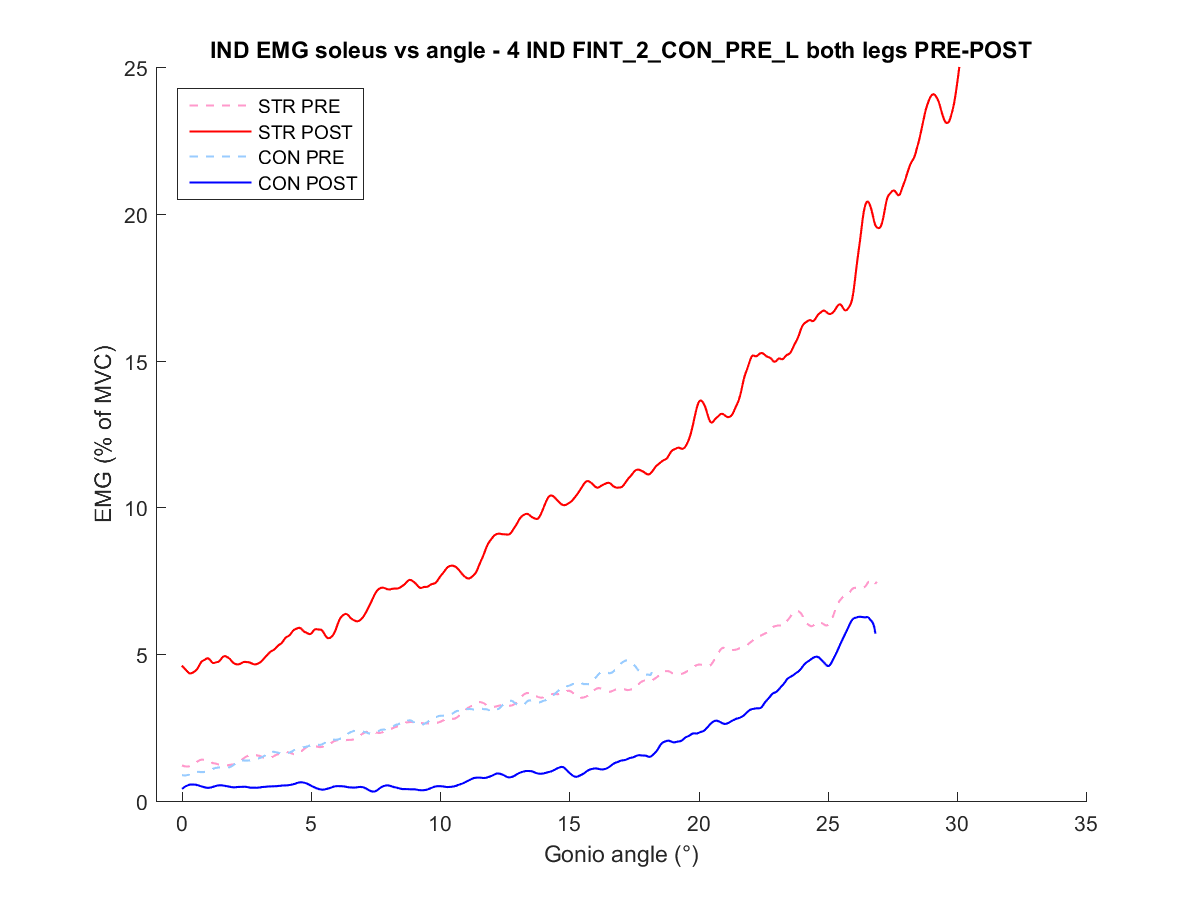 IND EMG soleus vs angle - 4 IND FINT_2_CON_PRE_L both legs PRE-POST
25
20
15
10
5
0
EMG (% of MVC)
STR PRE
STR POST
CON PRE
CON POST
0 5 10 15 20 25 30 35
Gonio angle (°)